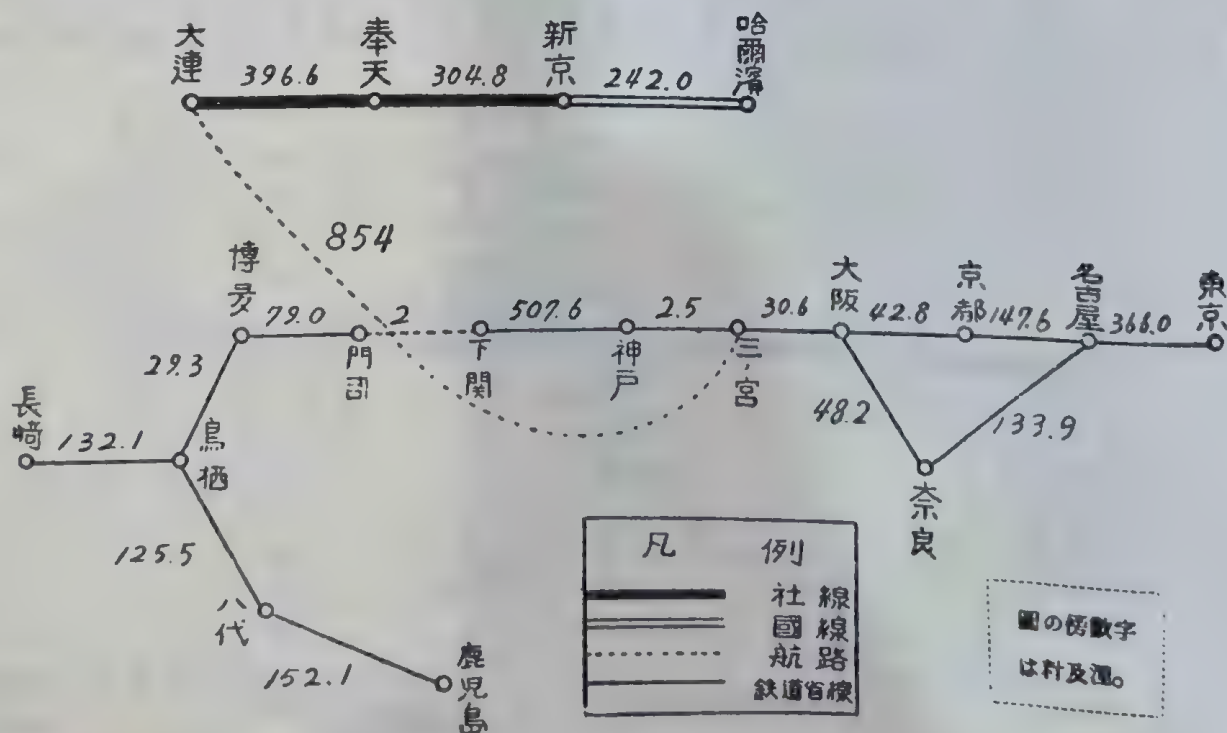 大連
396.6
奉天
304.8
新京
242.0
哈爾濱
854
博多
79.0
門司
2
下関
507.6
神戸
2.5
三宮
30.6
大阪
42.8
京都
147.6
名古屋
366.0
東京
29.3
48.2
133.9
長崎
132.1
鳥栖
奈良
125.5
八代
152.1
鹿児島
凡例
社線
國線
航路
鉄道省線
圖の傍數字
は粁及浬。